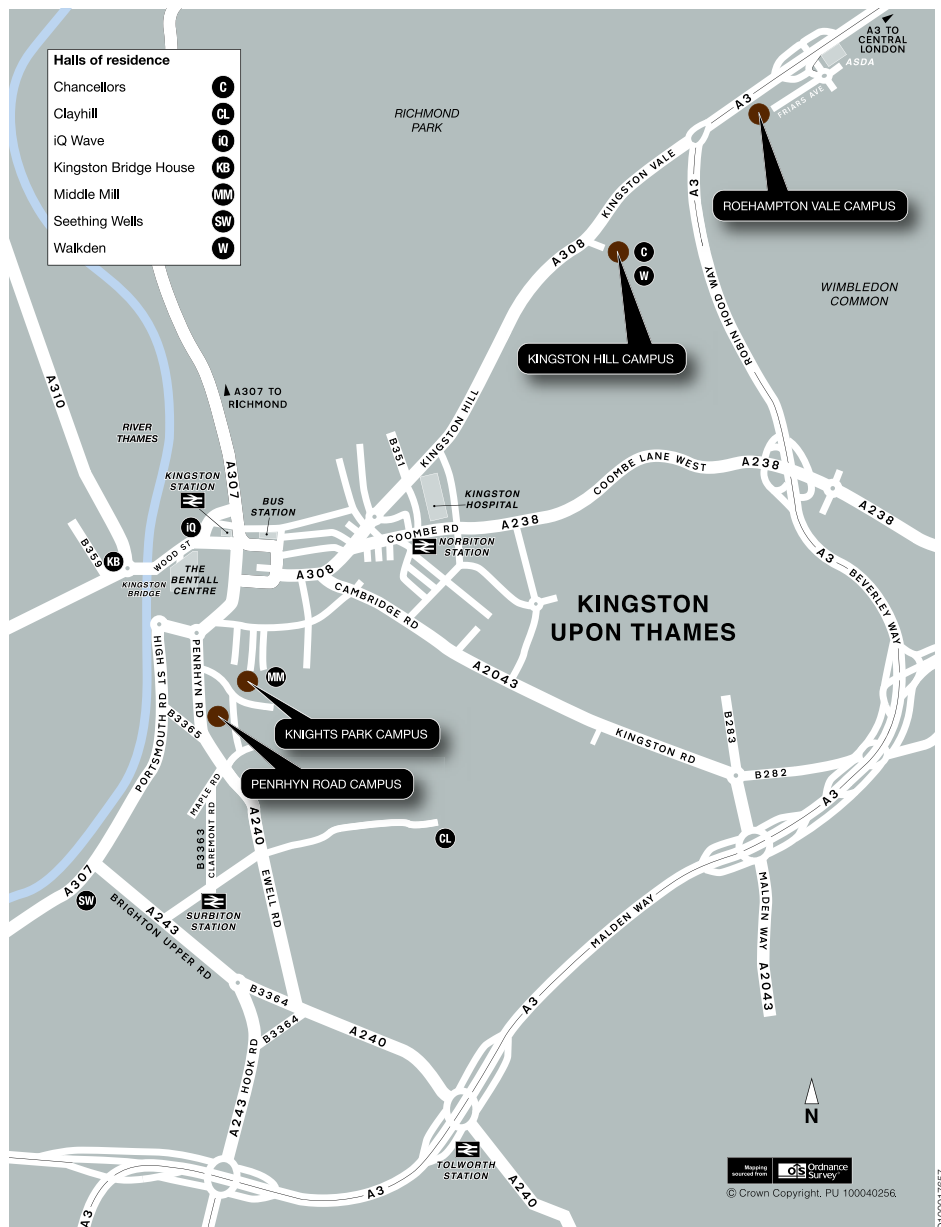 Halls of residence
Chancellors C
Clayhill CL
iQ Wave iQ
Kingston Bridge House KB
Middle Mill MM
Seething Wells SW
Walkden W
A3 TO
CENTRAL
LONDON
ASDA
FRIARS AVE
A3
RICHMOND
PARK
KINGSTON VALE
A3
ROEHAMPTON VALE CAMPUS
A308
C
W
WIMBLEDON
COMMON
ROBIN HOOD WAY
KINGSTON HILL CAMPUS
A310
A307 TO
RICHMOND
RIVER
THAMES
KINGSTON HILL
B351
A307
KINGSTON
STATION
BUS
STATION
KINGSTON
HOSPITAL
COOMBE LANE WEST
A238
A238
iQ
COOMBE RD
A238
NORBITON
STATION
B359
KB
WOOD ST
KINGSTON
BRIDGE
THE
BENTALL
CENTRE
A308
CAMBRIDGE RD
A3
BEVERLEY WAY
KINGSTON
UPON THAMES
HIGH ST
PENRHYN RD
MM
A2043
KNIGHTS PARK CAMPUS
B3365
PORTSMOUTH RD
PENRHYN ROAD CAMPUS
KINGSTON RD
B283
B282
A3
MAPLE RD
A240
B3363
CLAREMONT RD
CL
A307
SW
EWELL RD
SURBITON
STATION
A243
BRIGHTON UPPER RD
MALDEN WAY
MALDEN WAY
A2043
B3364
B3364
A240
A3
HOOK RD
A243
N
TOLWORTH
STATION
A240
A3
A3
Mapping
sourced from
OS Ordnance
Survey
© Crown Copyright, PU 100040256.